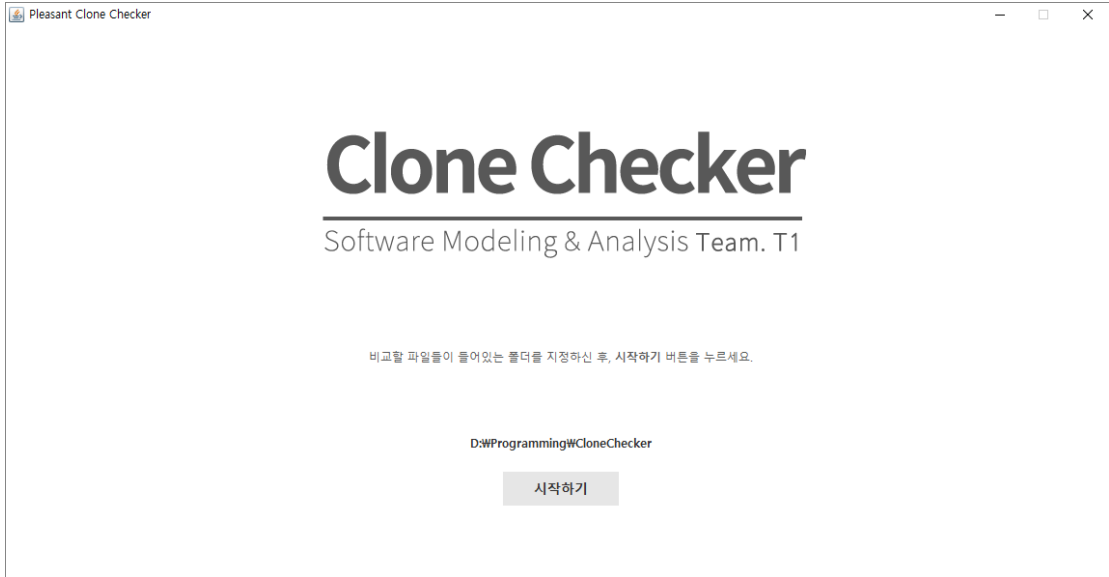 Pleasant Clone Checker
Clone Checker
Software Modeling & Analysis Team. T1
비교할 파일들이 들어있는 폴더를 지정하신 후, 시작하기 버튼을 누르세요.
D:₩Programming₩CloneChecker
시작하기